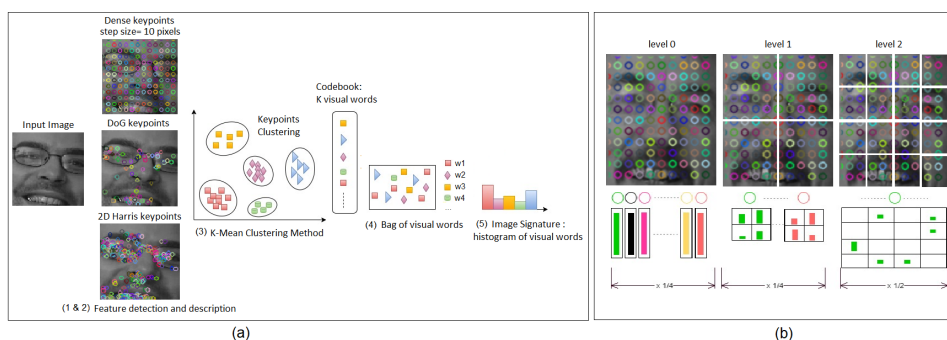 Dense keypoints
step size= 10 pixels
Input Image
DoG keypoints
2D Harris keypoints
(1 & 2) Feature detection and description
Keypoints
Clustering
(3) K-Mean Clustering Method
Codebook:
K visual words
w1
w2
w3
w4
...
(4) Bag of visual words
(5) Image Signature :
histogram of visual words
(a)
level 0
level 1
level 2
x 1/4
x 1/4
x 1/2
(b)